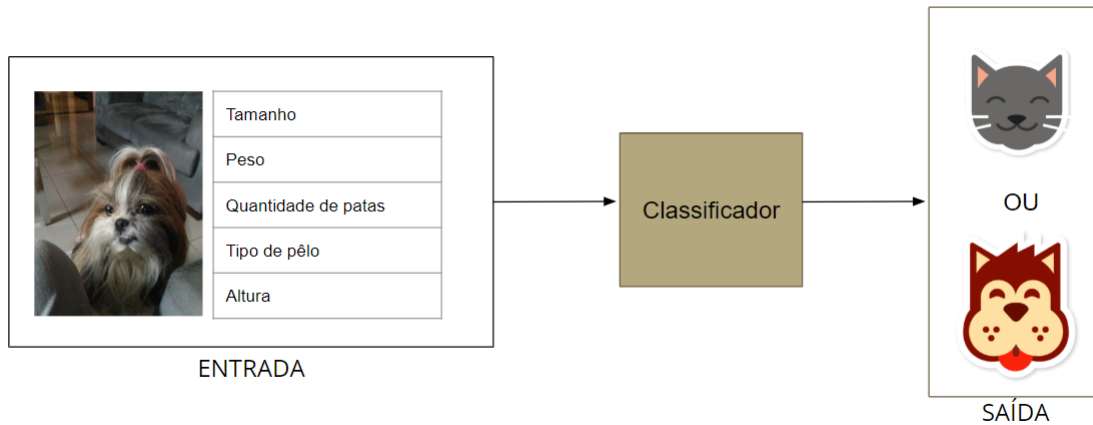 Tamanho
Peso
Quantidade de patas
Tipo de pêlo
Altura
ENTRADA
Classificador
OU
SAÍDA